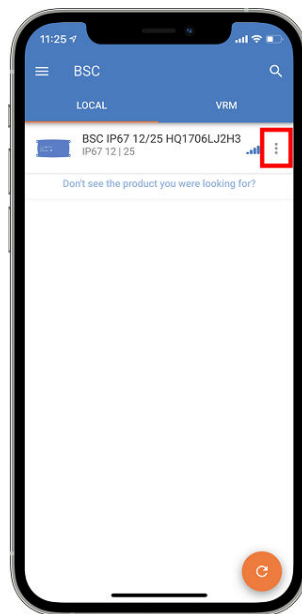 11:25
BSC
LOCAL
VRM
BSC IP67 12/25 HQ1706LJ2H3
IP67 12 | 25
Don't see the product you were looking for?